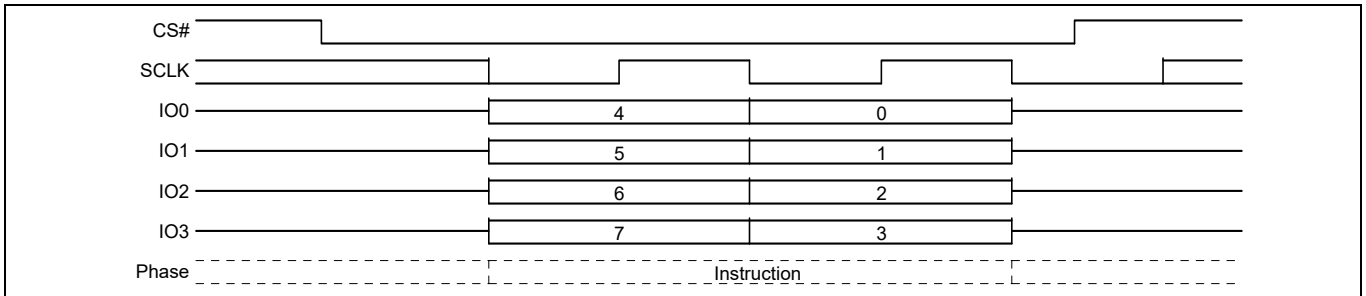 CS#
SCLK
IO0 4 0
IO1 5 1
IO2 6 2
IO3 7 3
Phase Instruction